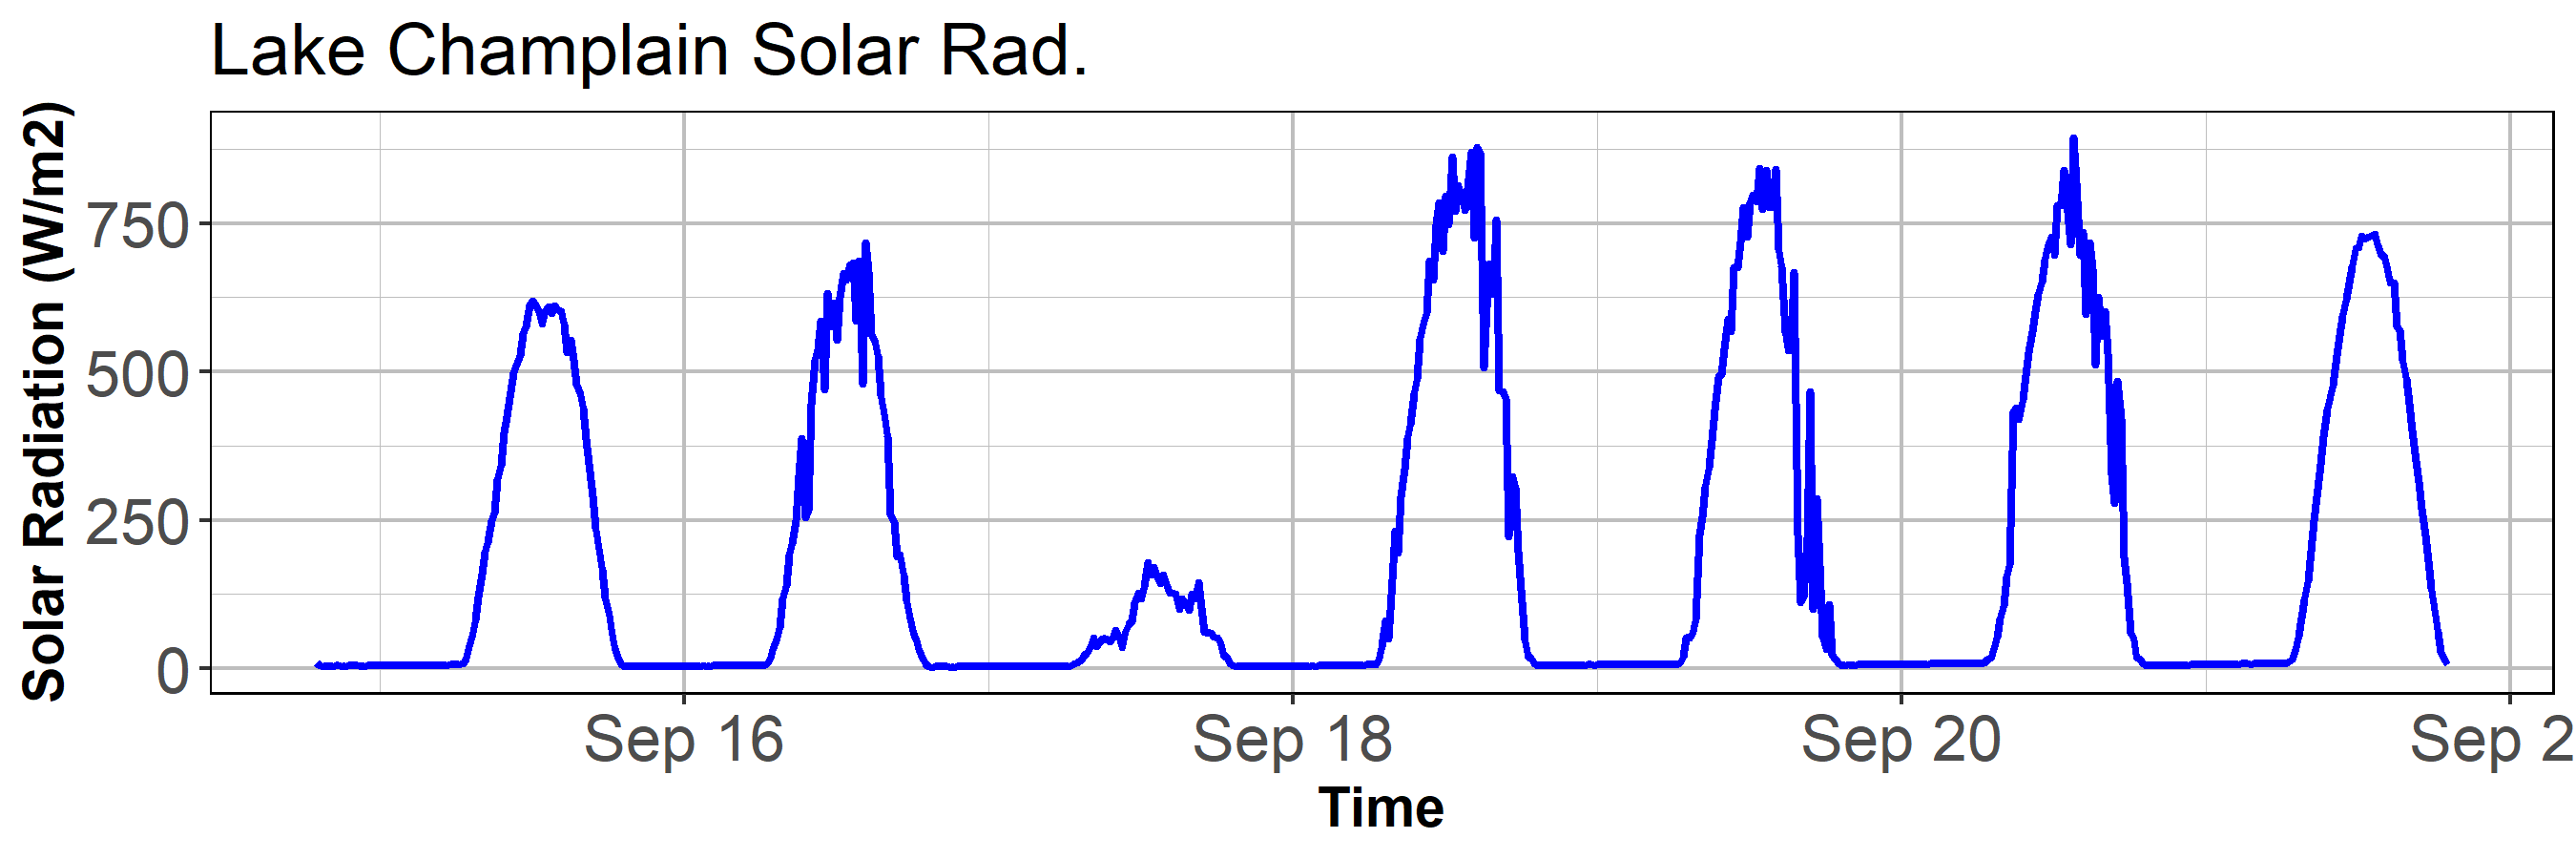 Lake Champlain Solar Rad.
Solar Radiation (W/m2)
750
500
250
0
Sep 16
Sep 18
Sep 20
Sep 2
Time